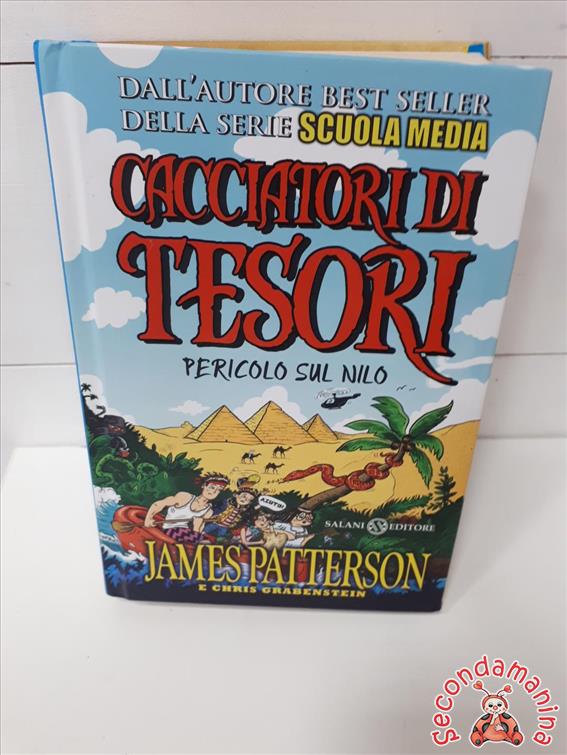 DALL'AUTORE BEST SELLER
DELLA SERIE SCUOLA MEDIA
CACCIATORI DI
TESORI
PERICOLO SUL NILO
AIUTO!
SALANI EDITORE
JAMES PATTERSON
E CHRIS GRABENSTEIN
Secondamanina